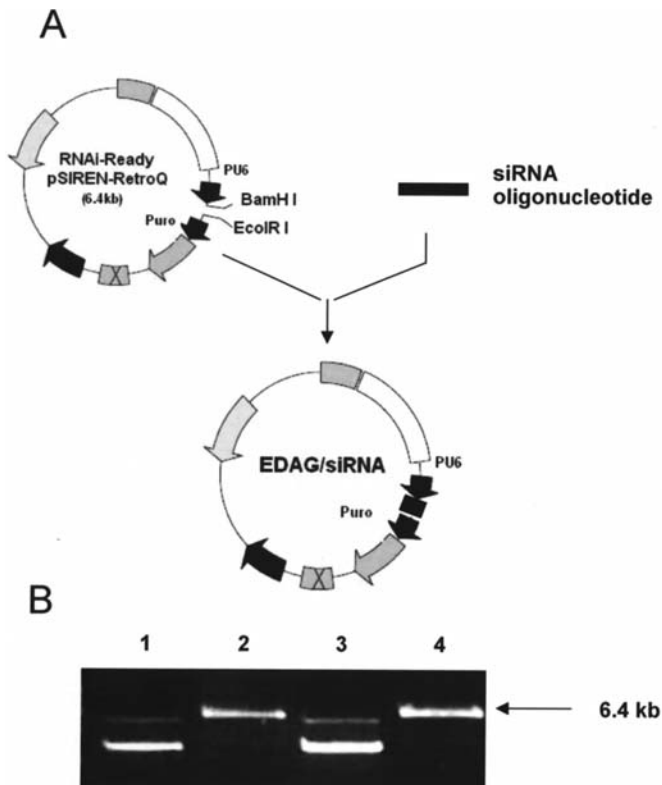 A
RNAi-Ready
pSIREN-RetroQ
(6.4kb)
PU6
BamH I
EcoIR I
Puro
siRNA
oligonucleotide
EDAG/siRNA
PU6
Puro
B
1 2 3 4
6.4 kb